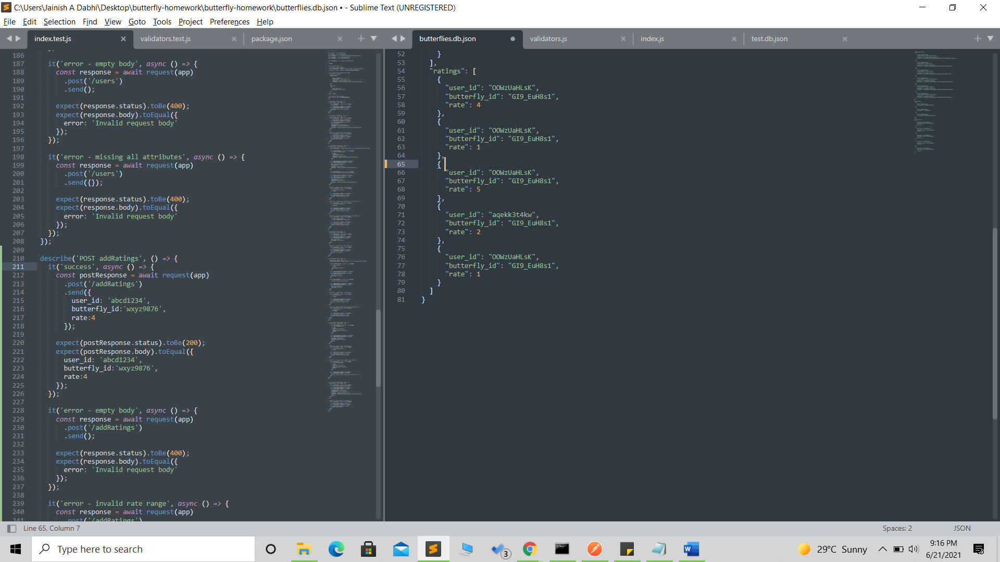 C:\Users\Jainish A Dabhi\Desktop\butterfly-homework\butterfly-homework\butterflies.db.json • - Sublime Text (UNREGISTERED)
File Edit Selection Find View Goto Tools Project Preferences Help
index.test.js validators.test.js package.json
186
187 it('error - empty body', async () => {
188 const response = await request(app)
189 .post('/users')
190 .send();
191
192 expect(response.status).toBe(400);
193 expect(response.body).toEqual({
194 error: 'Invalid request body'
195 });
196 });
197
198 it('error - missing all attributes', async () => {
199 const response = await request(app)
200 .post('/users')
201 .send({});
202
203 expect(response.status).toBe(400);
204 expect(response.body).toEqual({
205 error: 'Invalid request body'
206 });
207 });
208 });
209
210 describe('POST addRatings', () => {
211 it('success', async () => {
212 const postResponse = await request(app)
213 .post('/addRatings')
214 .send({
215 user_id: 'abcd1234',
216 butterfly_id:'wxyz9876',
217 rate:4
218 });
219
220 expect(postResponse.status).toBe(200);
221 expect(postResponse.body).toEqual({
222 user_id: 'abcd1234',
223 butterfly_id:'wxyz9876',
224 rate:4
225 });
226 });
227
228 it('error - empty body', async () => {
229 const response = await request(app)
230 .post('/addRatings')
231 .send();
232
233 expect(response.status).toBe(400);
234 expect(response.body).toEqual({
235 error: 'Invalid request body'
236 });
237 });
238
239 it('error - invalid rate range', async () => {
240 const response = await request(app)
241 .post('/addRatings')
butterflies.db.json validators.js index.js test.db.json
52 }
53 ],
54 "ratings": [
55 {
56 "user_id": "OOWzUaHLsK",
57 "butterfly_id": "GI9_EuH8s1",
58 "rate": 4
59 },
60 {
61 "user_id": "OOWzUaHLsK",
62 "butterfly_id": "GI9_EuH8s1",
63 "rate": 1
64 },
65 {
66 "user_id": "OOWzUaHLsK",
67 "butterfly_id": "GI9_EuH8s1",
68 "rate": 5
69 },
70 {
71 "user_id": "aqekk3t4kw",
72 "butterfly_id": "GI9_EuH8s1",
73 "rate": 2
74 },
75 {
76 "user_id": "OOWzUaHLsK",
77 "butterfly_id": "GI9_EuH8s1",
78 "rate": 1
79 }
80 ]
81 }
Line 65, Column 7 Spaces: 2 JSON
Type here to search 3 29°C Sunny 9:16 PM
6/21/2021